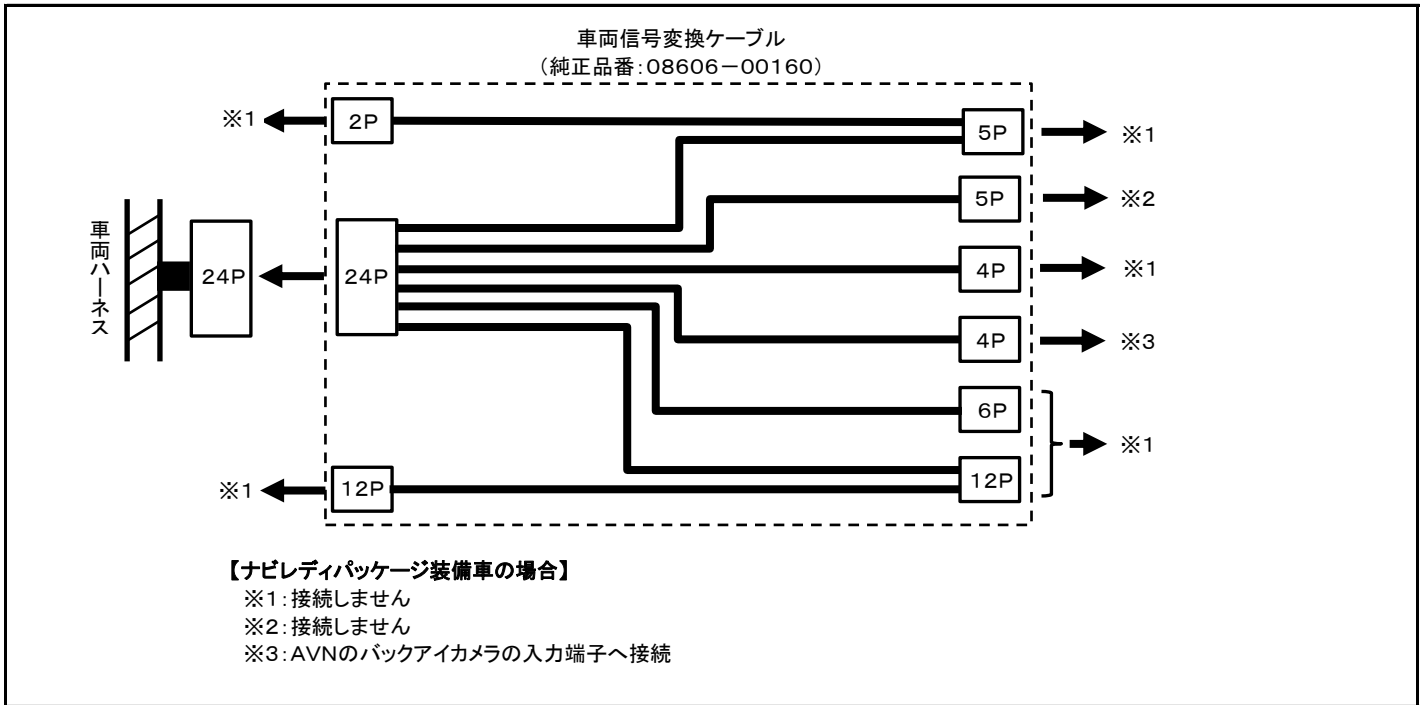 車両信号変換ケーブル
（純正品番：08606－00160）
※1
2P
5P
※1
5P
※2
車両ハーネス
24P
24P
4P
※1
4P
※3
6P
※1
※1
12P
12P
【ナビレディパッケージ装備車の場合】
※1：接続しません
※2：接続しません
※3：AVNのバックアイカメラの入力端子へ接続